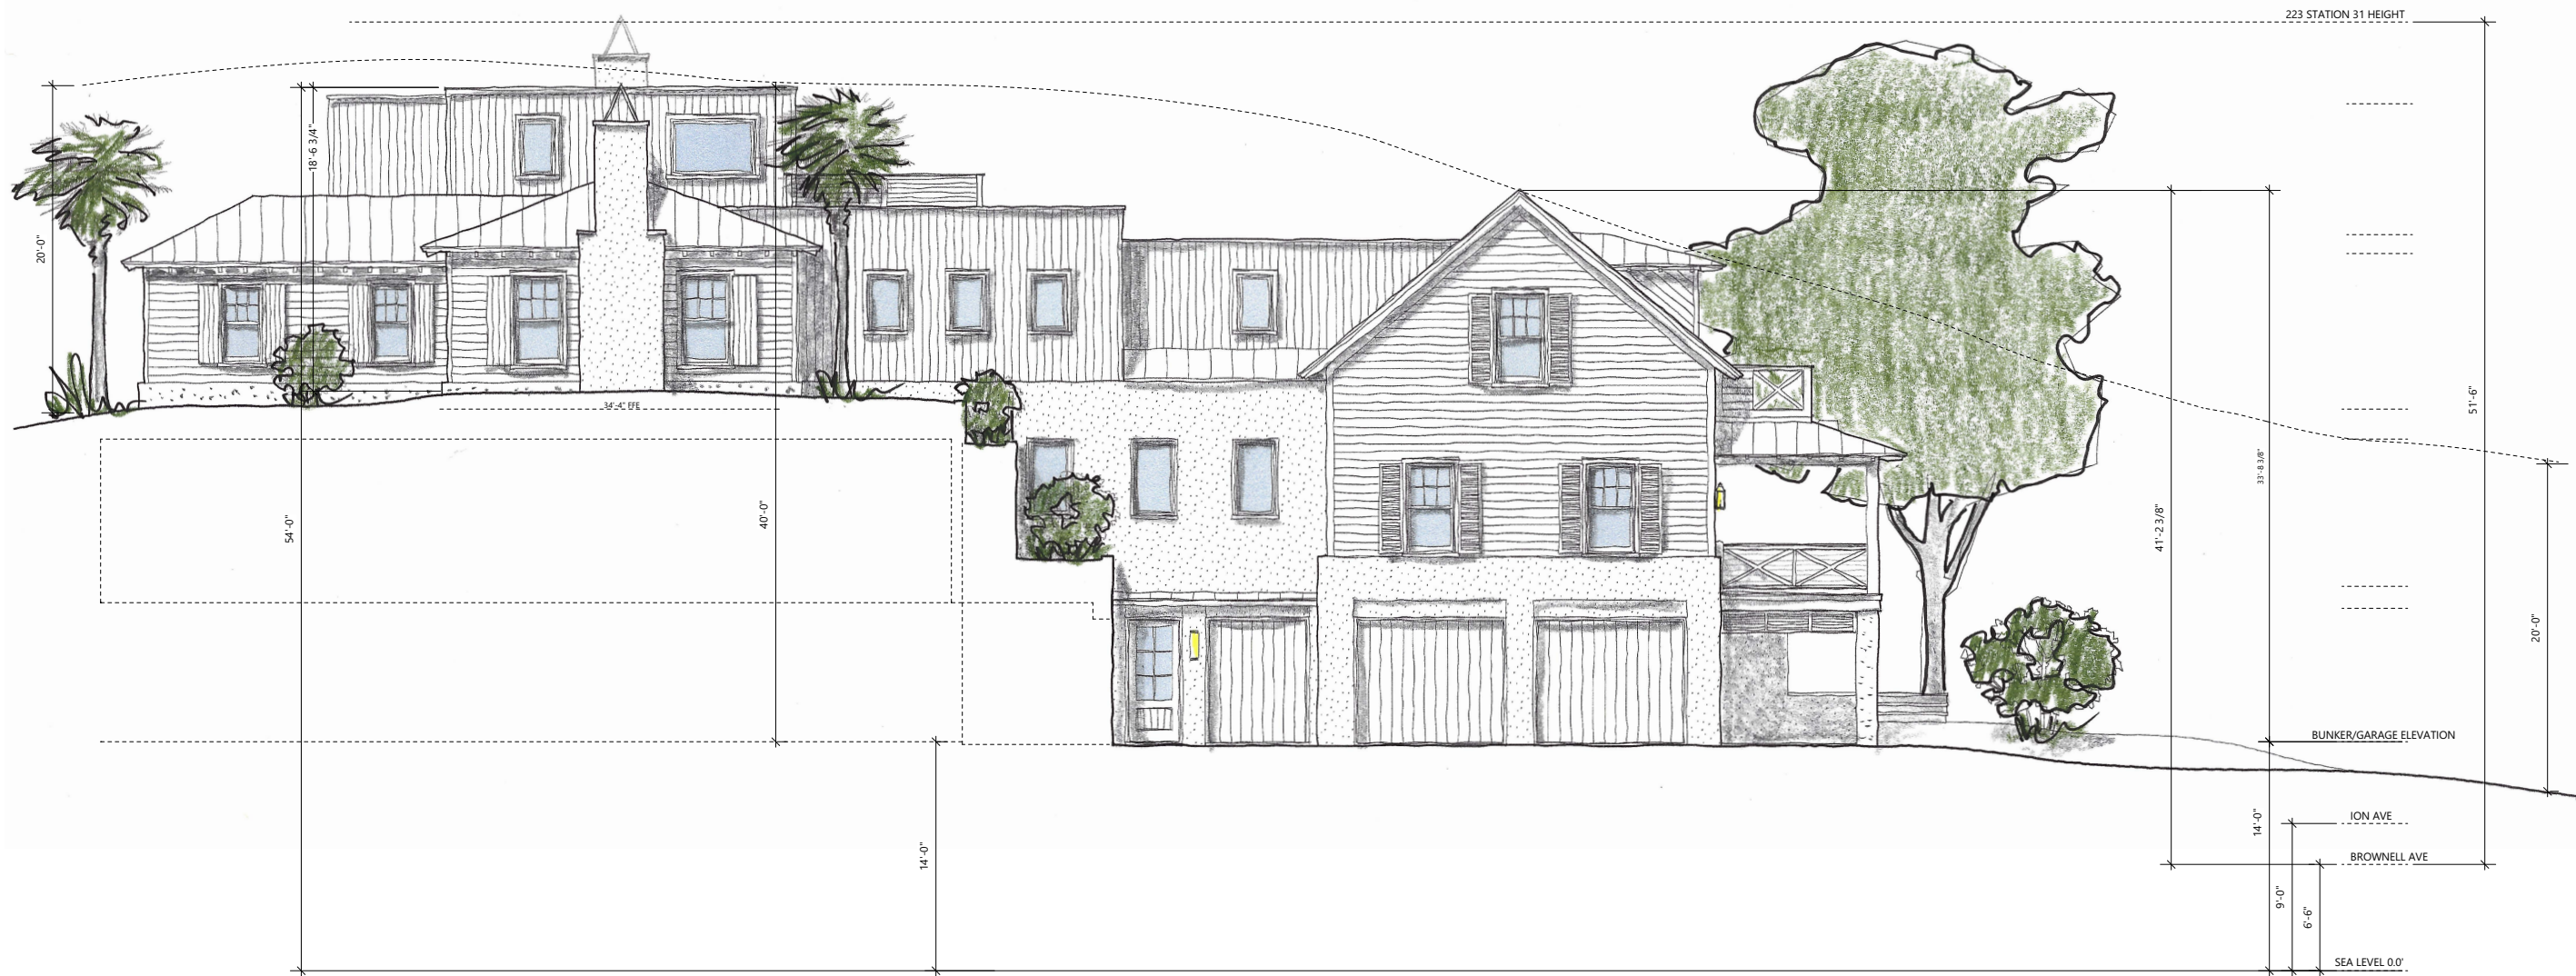 223 STATION 31 HEIGHT
18'-6 3/4"
20'-0"
34'-4" FFE
51'-6"
33'-8 3/8"
54'-0"
40'-0"
41'-2 3/8"
20'-0"
BUNKER/GARAGE ELEVATION
ION AVE
14'-0"
14'-0"
BROWNELL AVE
9'-0"
6'-6"
SEA LEVEL 0.0'